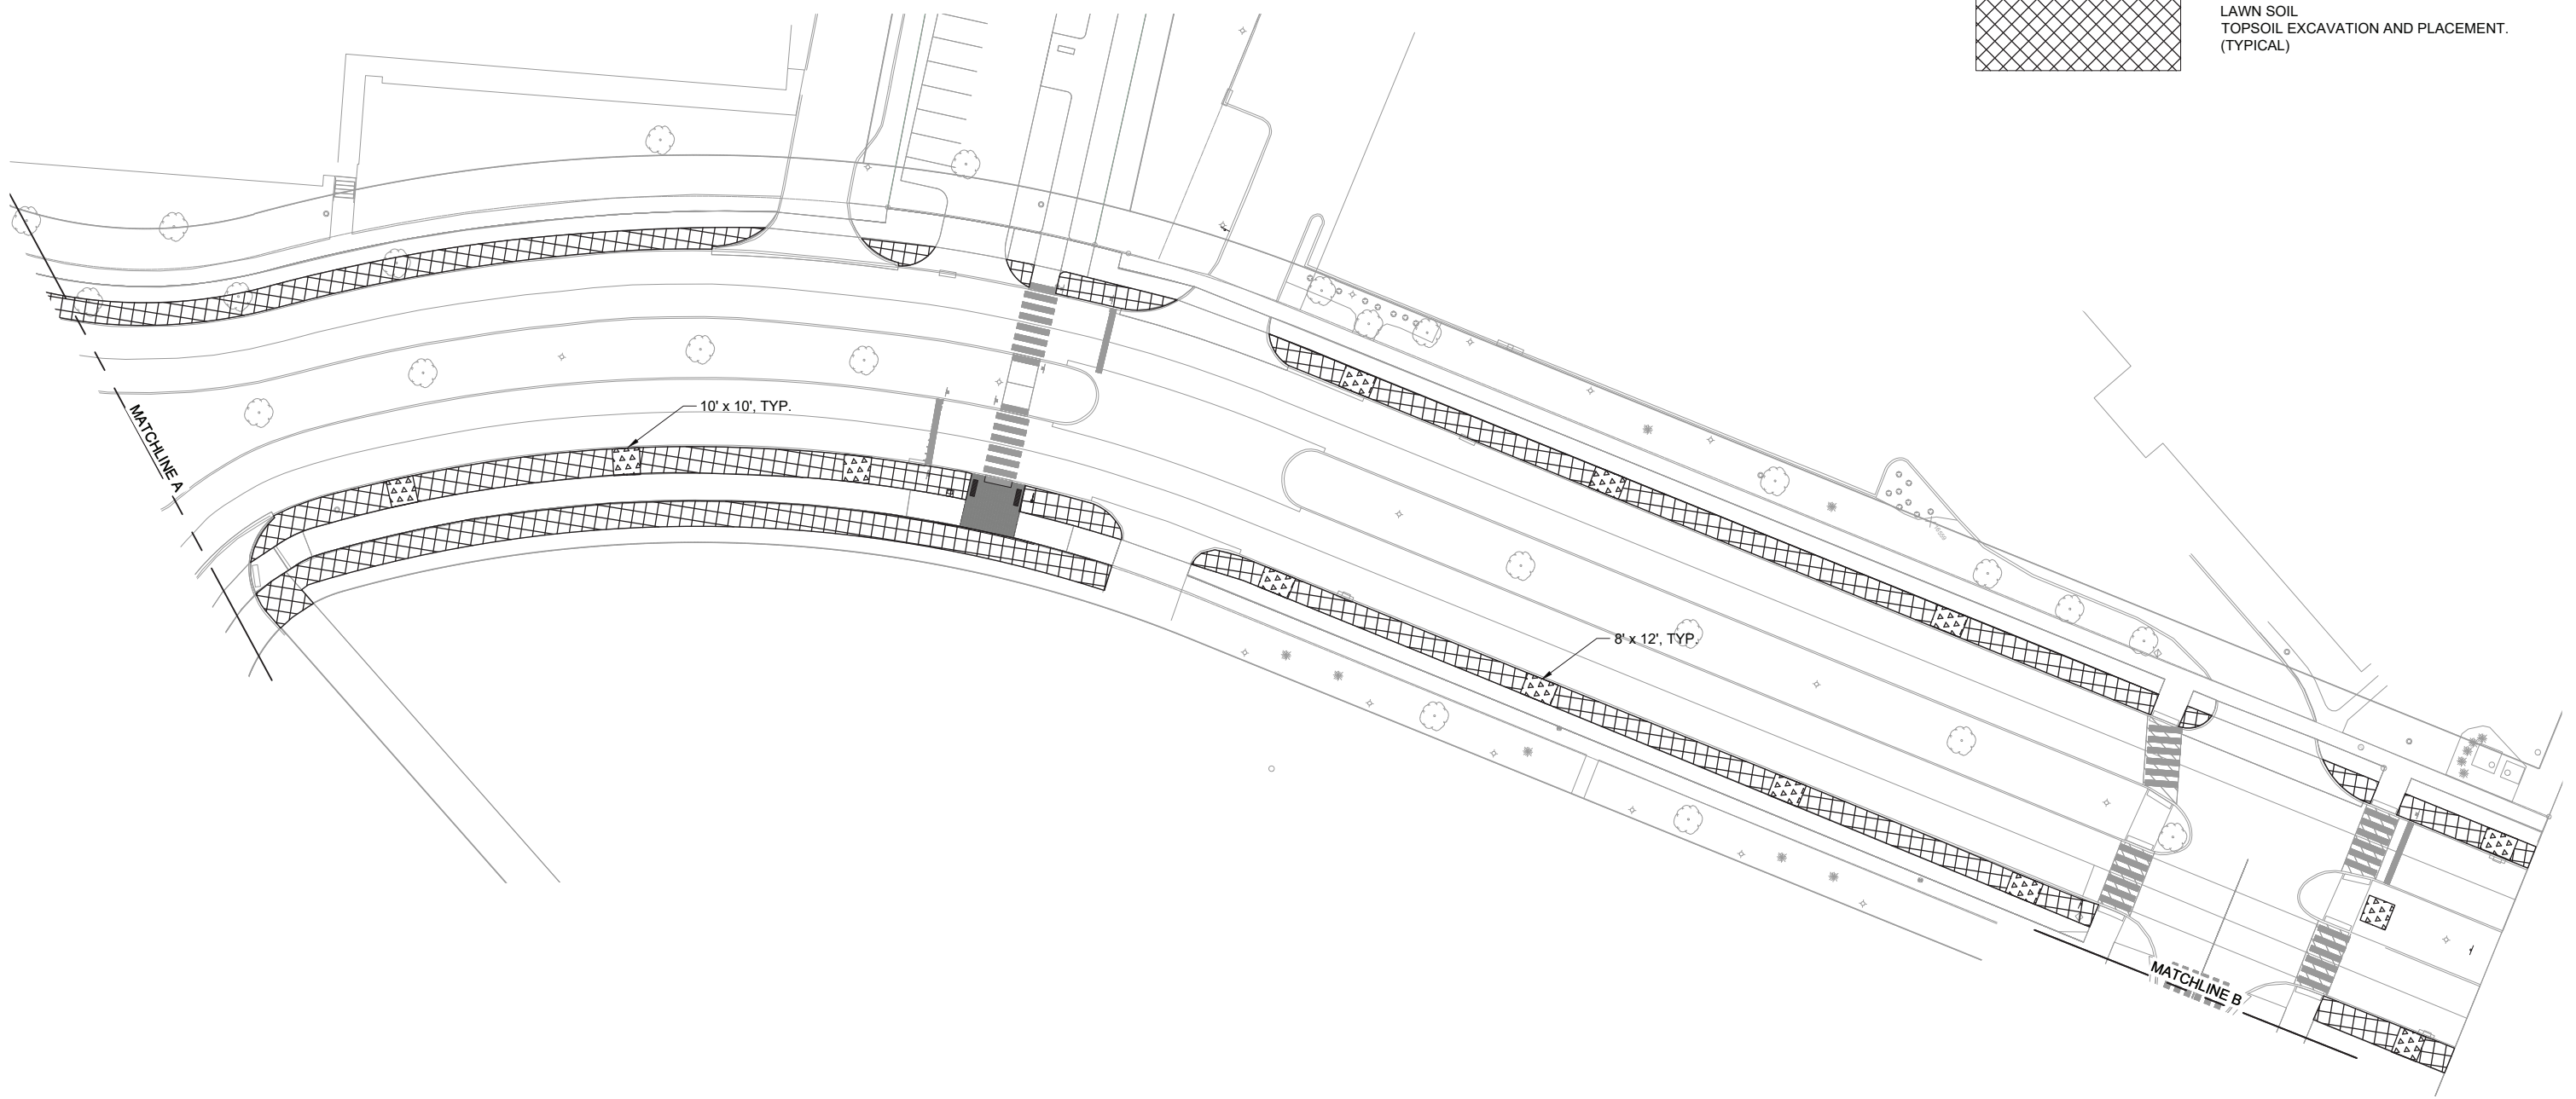 LAWN SOIL
TOPSOIL EXCAVATION AND PLACEMENT.
(TYPICAL)
10' x 10', TYP.
MATCHLINE A
8' x 12', TYP.
MATCHLINE B